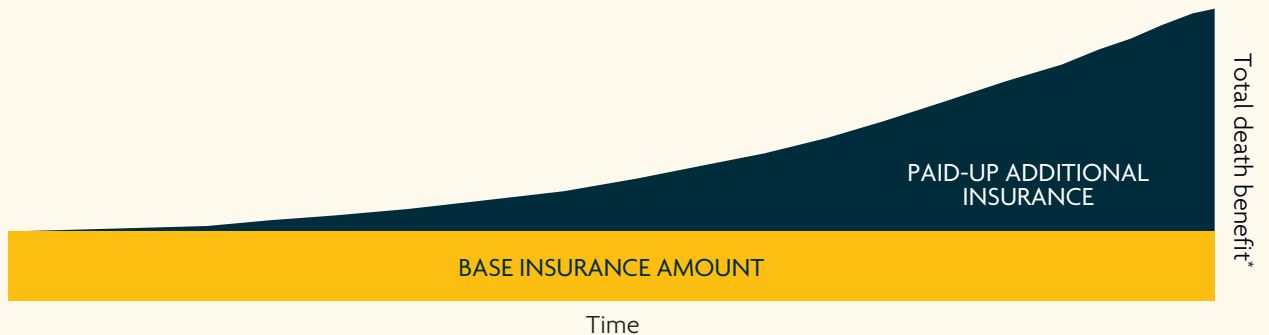 PAID-UP ADDITIONAL
INSURANCE
BASE INSURANCE AMOUNT
Time
Total death benefit*